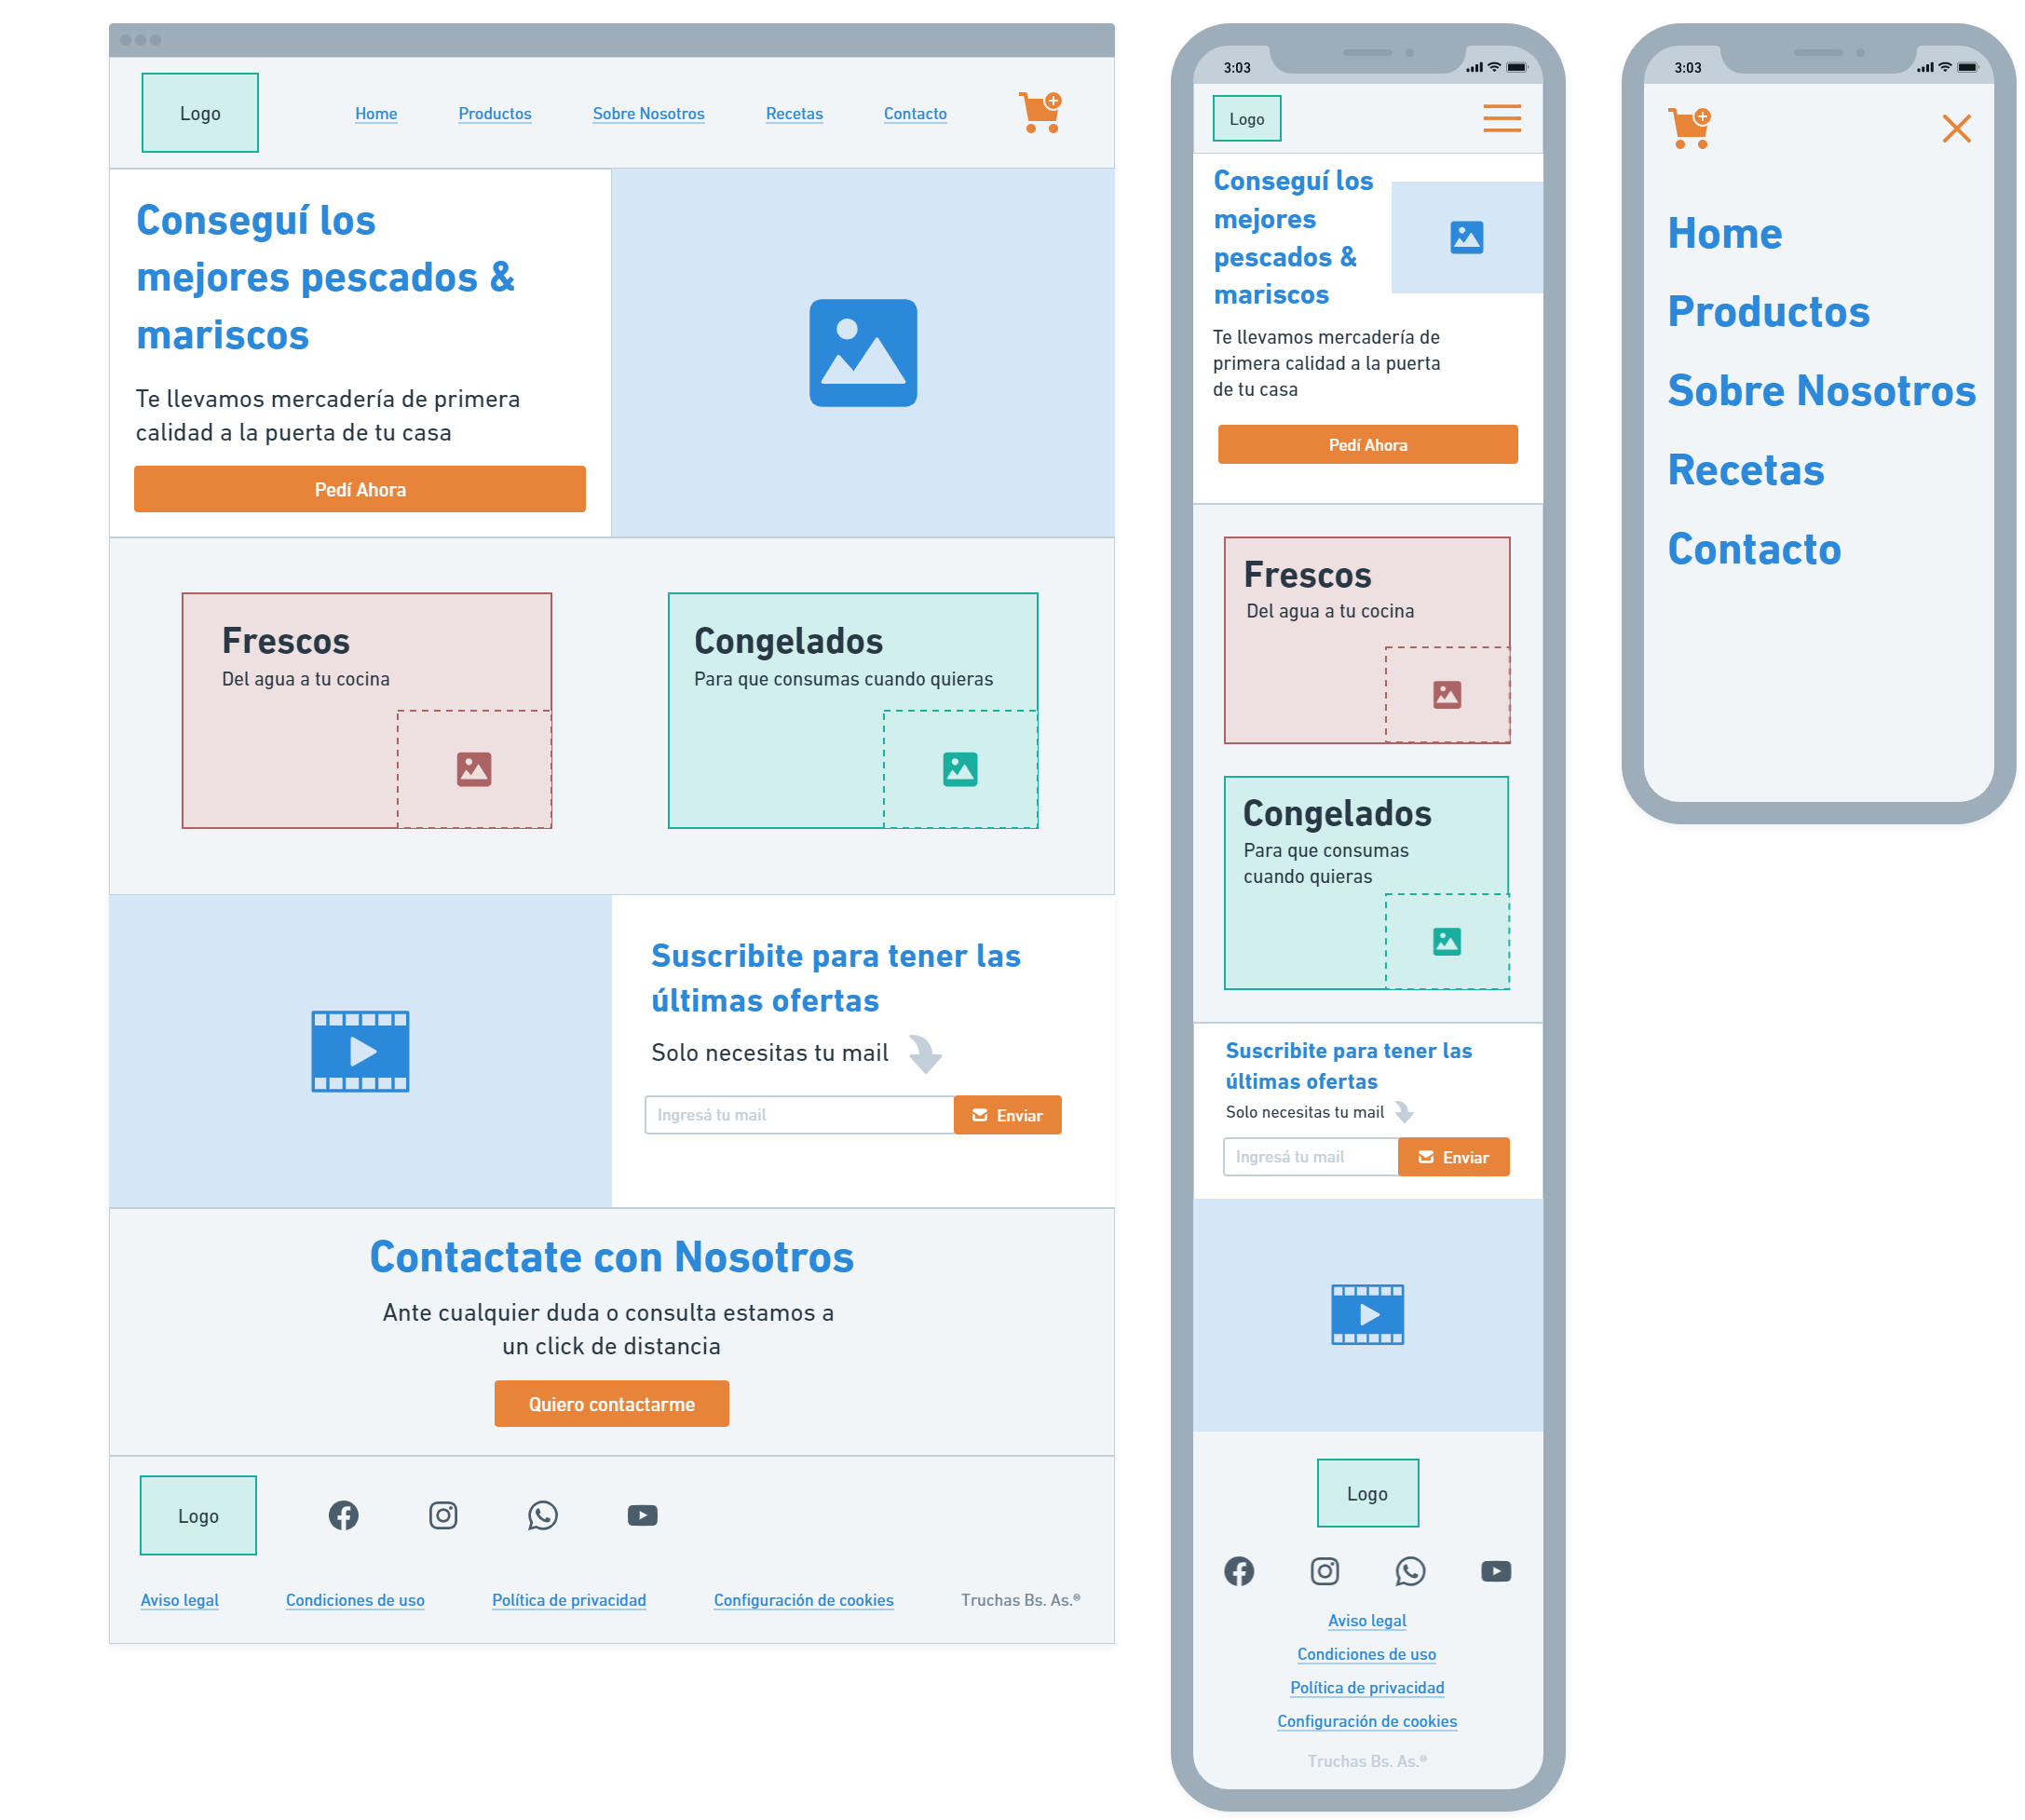 Logo
Home
Productos
Sobre Nosotros
Recetas
Contacto
Conseguí los
mejores pescados &
mariscos
Te llevamos mercadería de primera
calidad a la puerta de tu casa
Pedí Ahora
Frescos
Del agua a tu cocina
Congelados
Para que consumas cuando quieras
Suscribite para tener las
últimas ofertas
Solo necesitas tu mail
Ingresá tu mail
Enviar
Contactate con Nosotros
Ante cualquier duda o consulta estamos a
un click de distancia
Quiero contactarme
Logo
Aviso legal
Condiciones de uso
Política de privacidad
Configuración de cookies
Truchas Bs. As.®
3:03
Logo
Conseguí los
mejores
pescados &
mariscos
Te llevamos mercadería de
primera calidad a la puerta
de tu casa
Pedí Ahora
Frescos
Del agua a tu cocina
Congelados
Para que consumas
cuando quieras
Suscribite para tener las
últimas ofertas
Solo necesitas tu mail
Ingresá tu mail
Enviar
Logo
Aviso legal
Condiciones de uso
Política de privacidad
Configuración de cookies
Truchas Bs. As.®
3:03
Home
Productos
Sobre Nosotros
Recetas
Contacto